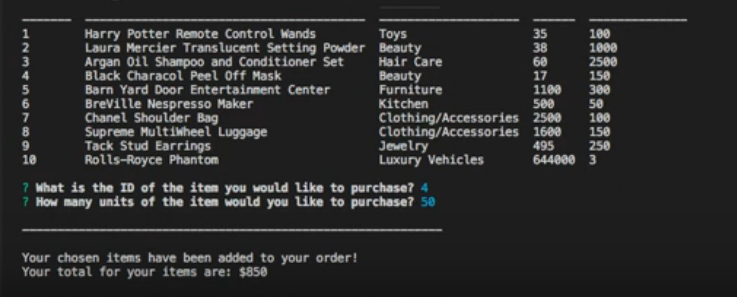 1 Harry Potter Remote Control Wands Toys 35 100
2 Laura Mercier Translucent Setting Powder Beauty 38 1000
3 Argan Oil Shampoo and Conditioner Set Hair Care 60 2500
4 Black Characol Peel Off Mask Beauty 17 150
5 Barn Yard Door Entertainment Center Furniture 1100 300
6 BreVille Nespresso Maker Kitchen 500 50
7 Chanel Shoulder Bag Clothing/Accessories 2500 100
8 Supreme MultiWheel Luggage Clothing/Accessories 1600 150
9 Tack Stud Earrings Jewelry 495 250
10 Rolls-Royce Phantom Luxury Vehicles 644000 3
? What is the ID of the item you would like to purchase? 4
? How many units of the item would you like to purchase? 50
Your chosen items have been added to your order!
Your total for your items are: $850